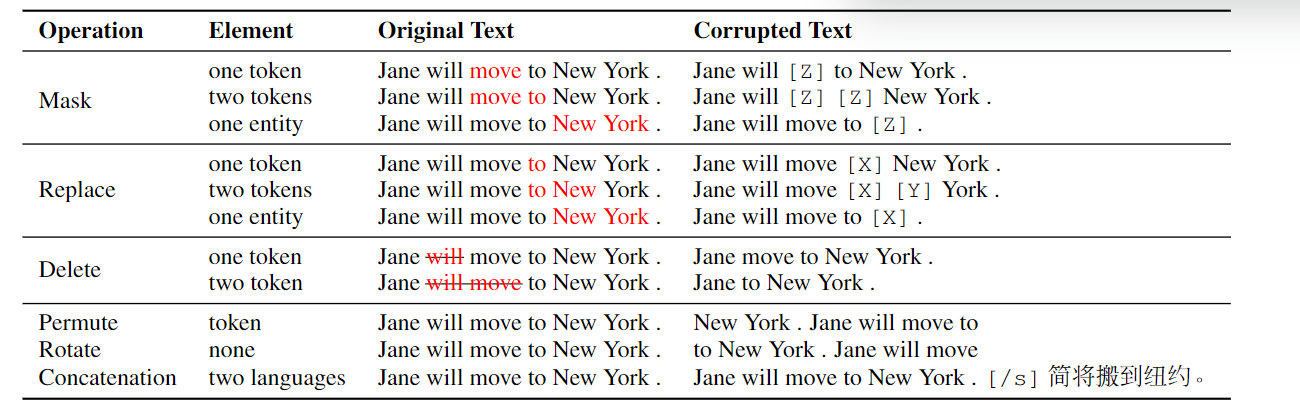 Operation Element Original Text Corrupted Text
one token Jane will move to New York . Jane will [Z] to New York .
Mask two tokens Jane will move to New York . Jane will [Z] [Z] New York .
one entity Jane will move to New York . Jane will move to [Z] .
one token Jane will move to New York . Jane will move [X] New York .
Replace two tokens Jane will move to New York . Jane will move [X] [Y] York .
one entity Jane will move to New York . Jane will move to [X] .
one token Jane will move to New York . Jane move to New York .
Delete
two token Jane will move to New York . Jane to New York .
Permute token Jane will move to New York . New York . Jane will move to
Rotate none Jane will move to New York . to New York . Jane will move
Concatenation two languages Jane will move to New York . Jane will move to New York . [/s] 简将搬到纽约。